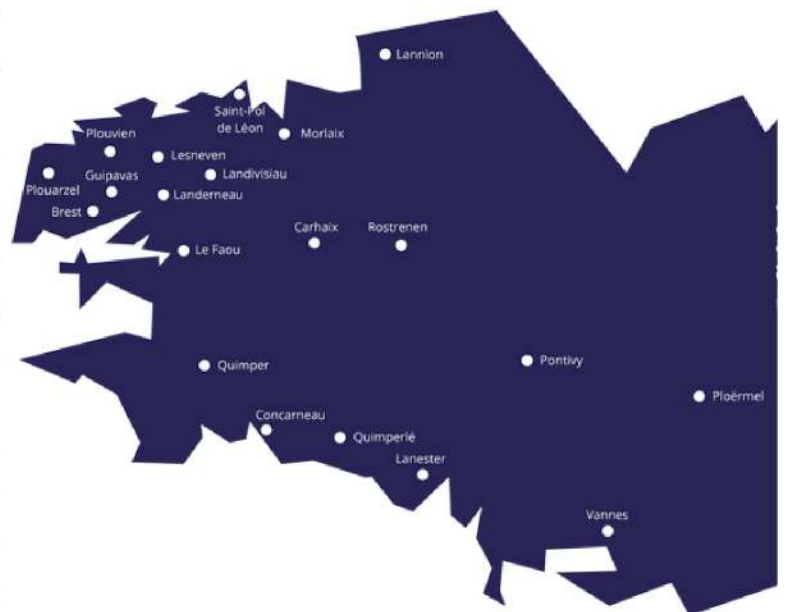 Lannion
Saint-Pol
de Léon
Morlaix
Plouvien
Lesneven
Plouarzel
Guipavas
Landivisiau
Landerneau
Brest
Le Faou
Carhaix
Rostrenen
Quimper
Pontivy
Ploërmel
Concarneau
Quimperlé
Lanester
Vannes